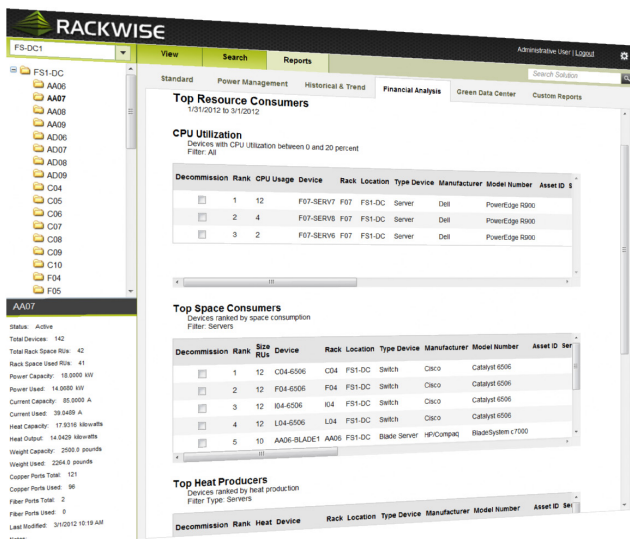 RACKWISE
Administrative User | Logout
FS-DC1
View
Search
Reports
Search Solution
Standard
Power Management
Historical & Trend
Financial Analysis
Green Data Center
Custom Reports
FS1-DC
AA06
AA07
AA08
AA09
AD06
AD07
AD08
AD09
C04
C05
C06
C07
C08
C09
C10
F04
F05
AA07
Status: Active
Total Devices: 142
Total Rack Space RUs: 42
Rack Space Used RUs: 41
Power Capacity: 18.0000 kW
Power Used: 14.0680 kW
Current Capacity: 85.0000 A
Current Used: 39.0489 A
Heat Capacity: 17.9316 kilowatts
Heat Output: 14.0429 kilowatts
Weight Capacity: 2500.0 pounds
Weight Used: 2264.0 pounds
Copper Ports Total: 121
Copper Ports Used: 96
Fiber Ports Total: 2
Fiber Ports Used: 0
Last Modified: 3/1/2012 10:19 AM
Top Resource Consumers
1/31/2012 to 3/1/2012
CPU Utilization
Devices with CPU Utilization between 0 and 20 percent
Filter: All
Decommission Rank CPU Usage Device Rack Location Type Device Manufacturer Model Number Asset ID S
1 12 F07-SERV7 F07 FS1-DC Server Dell PowerEdge R900
2 4 F07-SERV8 F07 FS1-DC Server Dell PowerEdge R900
3 2 F07-SERV6 F07 FS1-DC Server Dell PowerEdge R900
Top Space Consumers
Devices ranked by space consumption
Filter: Servers
Decommission Rank Size RUs Device Rack Location Type Device Manufacturer Model Number Asset ID Ser
1 12 C04-6506 C04 FS1-DC Switch Cisco Catalyst 6506
2 12 F04-6506 F04 FS1-DC Switch Cisco Catalyst 6506
3 12 I04-6506 I04 FS1-DC Switch Cisco Catalyst 6506
4 12 L04-6506 L04 FS1-DC Switch Cisco Catalyst 6506
5 10 AA06-BLADE1 AA06 FS1-DC Blade Server HP/Compaq BladeSystem c7000
Top Heat Producers
Devices ranked by heat production
Filter Type: Servers
Decommission Rank Heat Device Rack Location Type Device Manufacturer Model Number Asset ID Ser